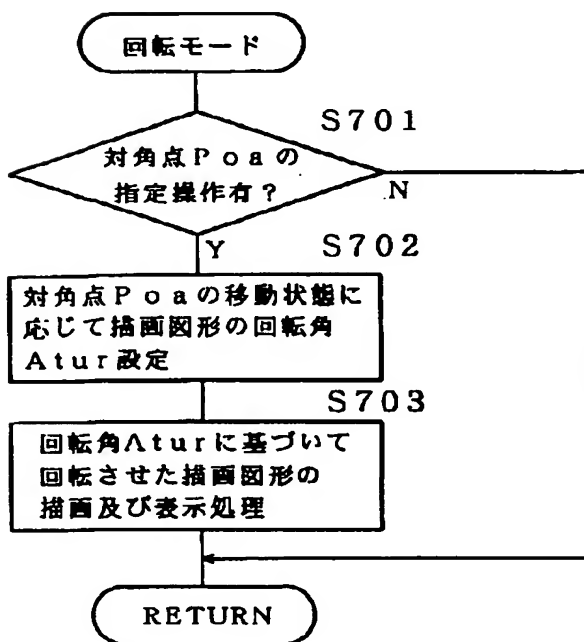 回転モード
S701
対角点Poaの
指定操作有?
N
Y
S702
対角点Poaの移動状態に
応じて描画図形の回転角
Atur設定
S703
回転角Aturに基づいて
回転させた描画図形の
描画及び表示処理
RETURN